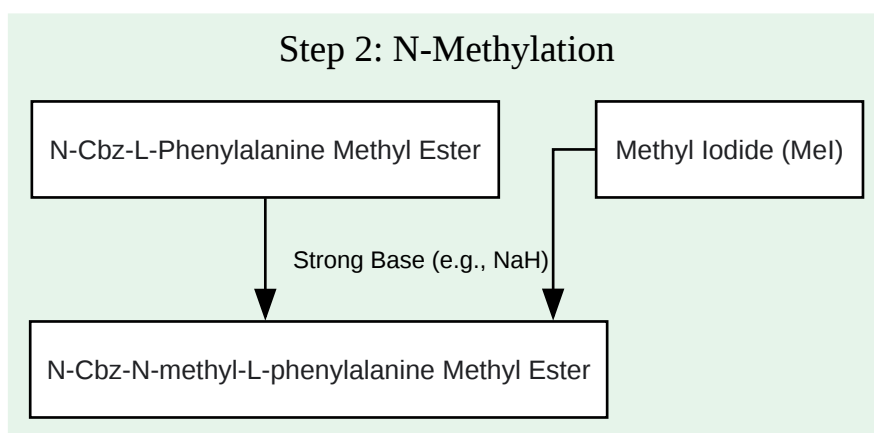 Step 2: N-Methylation
N-Cbz-L-Phenylalanine Methyl Ester
Methyl Iodide (MeI)
Strong Base (e.g., NaH)
N-Cbz-N-methyl-L-phenylalanine Methyl Ester